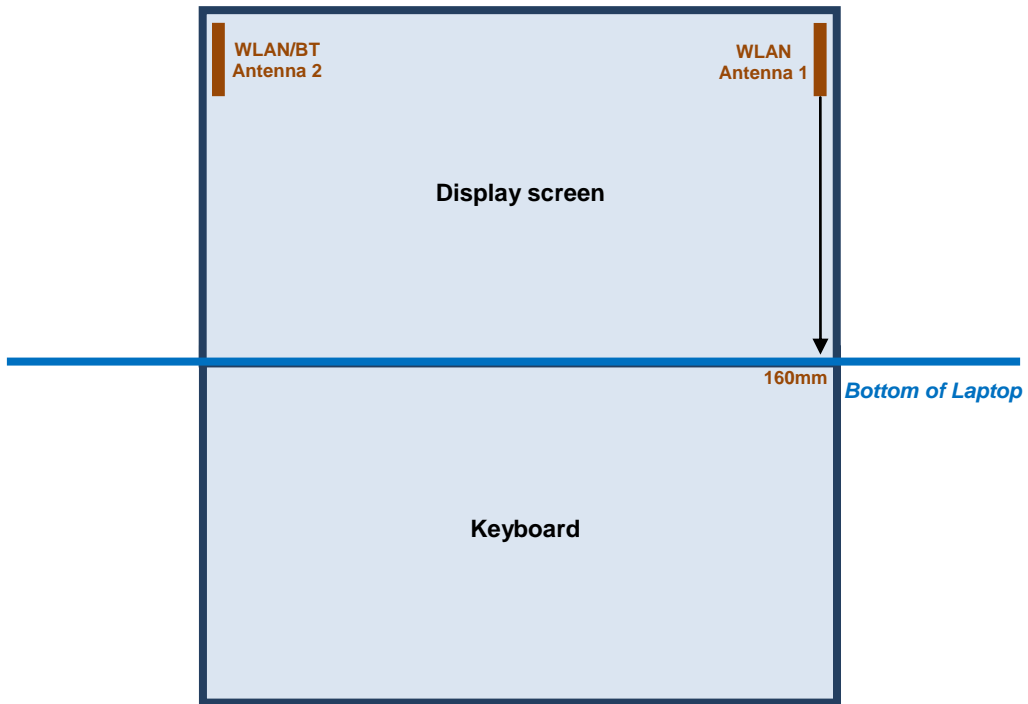 WLAN/BT
Antenna 2
WLAN
Antenna 1
Display screen
160mm
Bottom of Laptop
Keyboard